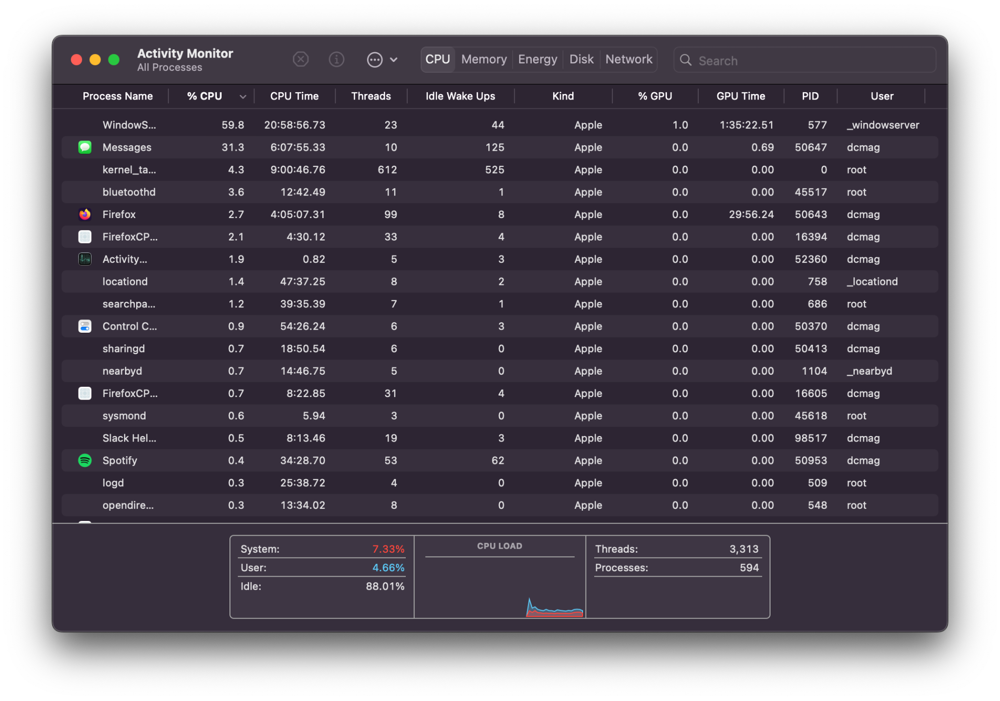 Activity Monitor
All Processes
CPU Memory Energy Disk Network
Search
Process Name % CPU CPU Time Threads Idle Wake Ups Kind % GPU GPU Time PID User
WindowS... 59.8 20:58:56.73 23 44 Apple 1.0 1:35:22.51 577 _windowserver
Messages 31.3 6:07:55.33 10 125 Apple 0.0 0.69 50647 dcmag
kernel_ta... 4.3 9:00:46.76 612 525 Apple 0.0 0.00 0 root
bluetoothd 3.6 12:42.49 11 1 Apple 0.0 0.00 45517 root
Firefox 2.7 4:05:07.31 99 8 Apple 0.0 29:56.24 50643 dcmag
FirefoxCP... 2.1 4:30.12 33 4 Apple 0.0 0.00 16394 dcmag
Activity... 1.9 0.82 5 3 Apple 0.0 0.00 52360 dcmag
locationd 1.4 47:37.25 8 2 Apple 0.0 0.00 758 _locationd
searchpa... 1.2 39:35.39 7 1 Apple 0.0 0.00 686 root
Control C... 0.9 54:26.24 6 3 Apple 0.0 0.00 50370 dcmag
sharingd 0.7 18:50.54 6 0 Apple 0.0 0.00 50413 dcmag
nearbyd 0.7 14:46.75 5 0 Apple 0.0 0.00 1104 _nearbyd
FirefoxCP... 0.7 8:22.85 31 4 Apple 0.0 0.00 16605 dcmag
sysmond 0.6 5.94 3 0 Apple 0.0 0.00 45618 root
Slack Hel... 0.5 8:13.46 19 3 Apple 0.0 0.00 98517 dcmag
Spotify 0.4 34:28.70 53 62 Apple 0.0 0.00 50953 dcmag
logd 0.3 25:38.72 4 0 Apple 0.0 0.00 509 root
opendire... 0.3 13:34.02 8 0 Apple 0.0 0.00 548 root
System: 7.33% CPU LOAD Threads: 3,313
User: 4.66% Processes: 594
Idle: 88.01%